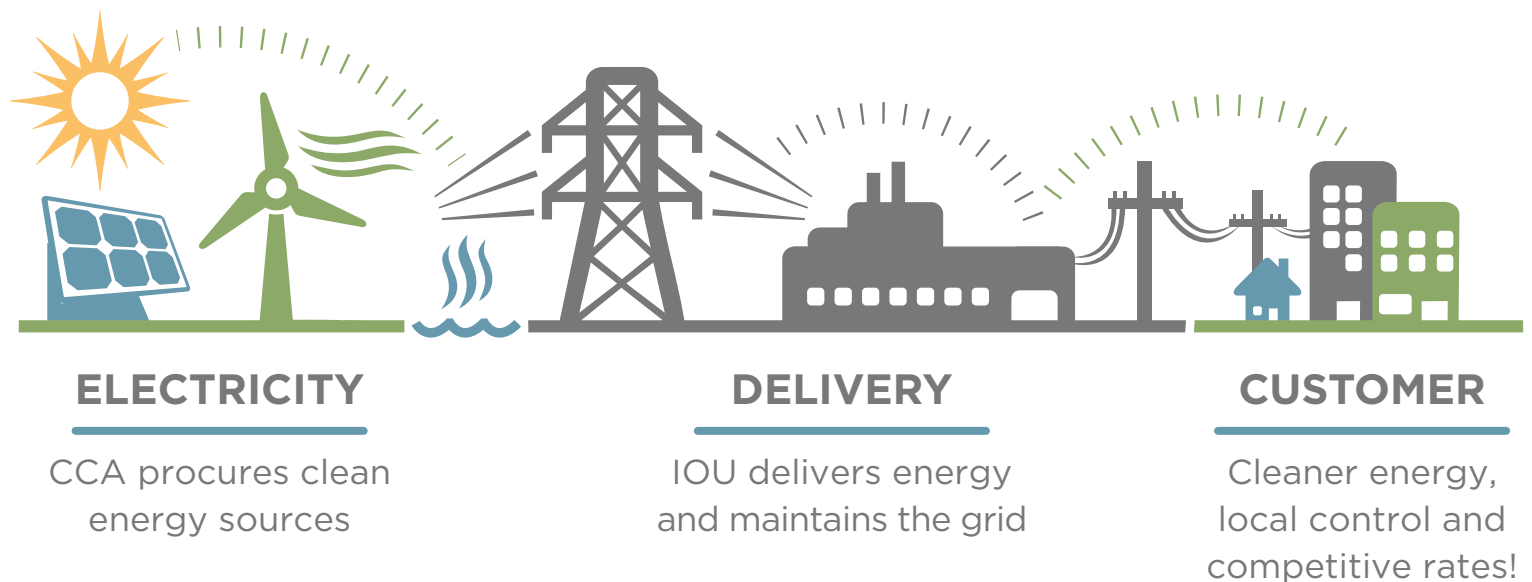 ELECTRICITY
CCA procures clean
energy sources
DELIVERY
IOU delivers energy
and maintains the grid
CUSTOMER
Cleaner energy,
local control and
competitive rates!